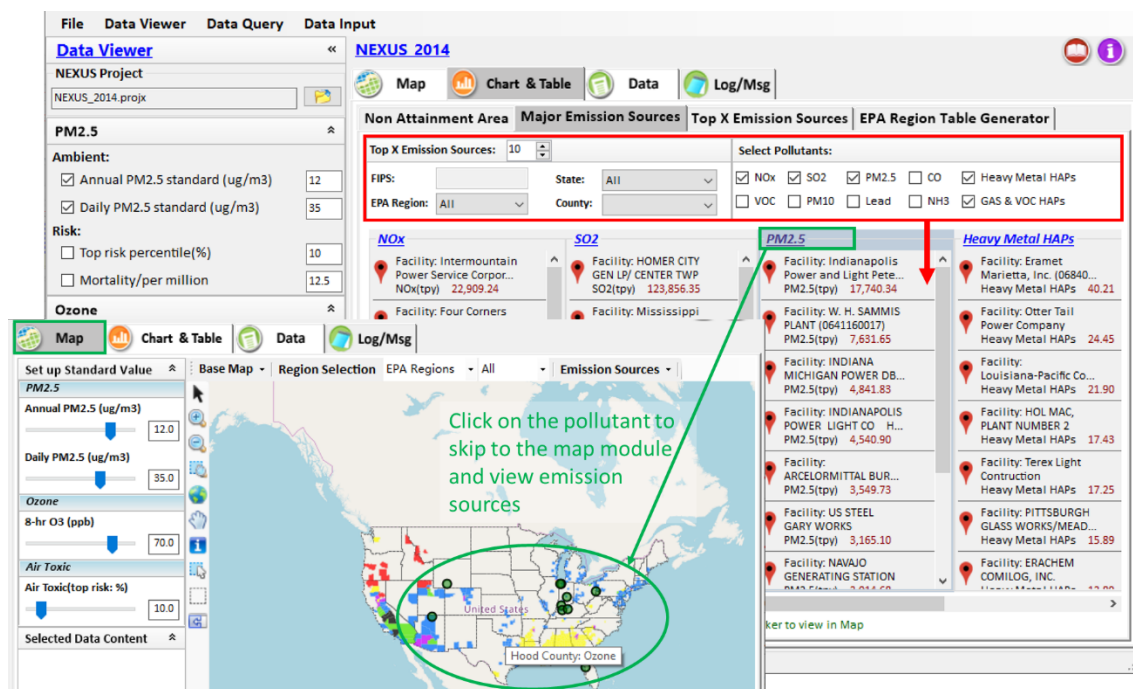 File Data Viewer Data Query Data Input
Data Viewer «
NEXUS Project
NEXUS_2014.projx
PM2.5
Ambient:
Annual PM2.5 standard (ug/m3) 12
Daily PM2.5 standard (ug/m3) 35
Risk:
Top risk percentile(%) 10
Mortality/per million 12.5
Ozone
NEXUS 2014
Map Chart & Table Data Log/Msg
Non Attainment Area Major Emission Sources Top X Emission Sources EPA Region Table Generator
Top X Emission Sources: 10
FIPS: State: All
EPA Region: All County:
Select Pollutants:
NOx SO2 PM2.5 CO Heavy Metal HAPs
VOC PM10 Lead NH3 GAS & VOC HAPs
NOx
Facility: Intermountain
Power Service Corpor...
NOx(tpy) 22,909.24
Facility: Four Corners
SO2
Facility: HOMER CITY
GEN LP/ CENTER TWP
SO2(tpy) 123,856.35
Facility: Mississippi
PM2.5
Facility: Indianapolis
Power and Light Pete...
PM2.5(tpy) 17,740.34
Facility: W. H. SAMMIS
PLANT (0641160017)
PM2.5(tpy) 7,631.65
Facility: INDIANA
MICHIGAN POWER DB...
PM2.5(tpy) 4,841.83
Facility: INDIANAPOLIS
POWER LIGHT CO H...
PM2.5(tpy) 4,540.90
Facility:
ARCELORMITTAL BUR...
PM2.5(tpy) 3,549.73
Facility: US STEEL
GARY WORKS
PM2.5(tpy) 3,165.10
Facility: NAVAJO
GENERATING STATION
Heavy Metal HAPs
Facility: Eramet
Marietta, Inc. (06840...
Heavy Metal HAPs 40.21
Facility: Otter Tail
Power Company
Heavy Metal HAPs 24.45
Facility:
Louisiana-Pacific Co...
Heavy Metal HAPs 21.90
Facility: HOL MAC,
PLANT NUMBER 2
Heavy Metal HAPs 17.43
Facility: Terex Light
Contruction
Heavy Metal HAPs 17.25
Facility: PITTSBURGH
GLASS WORKS/MEAD...
Heavy Metal HAPs 15.89
Facility: ERACHEM
COMILOG, INC.
ker to view in Map
Map Chart & Table Data Log/Msg
Set up Standard Value
PM2.5
Annual PM2.5 (ug/m3)
12.0
Daily PM2.5 (ug/m3)
35.0
Ozone
8-hr O3 (ppb)
70.0
Air Toxic
Air Toxic(top risk: %)
10.0
Selected Data Content
Base Map Region Selection EPA Regions All Emission Sources
Click on the pollutant to
skip to the map module
and view emission
sources
United States
Hood County: Ozone